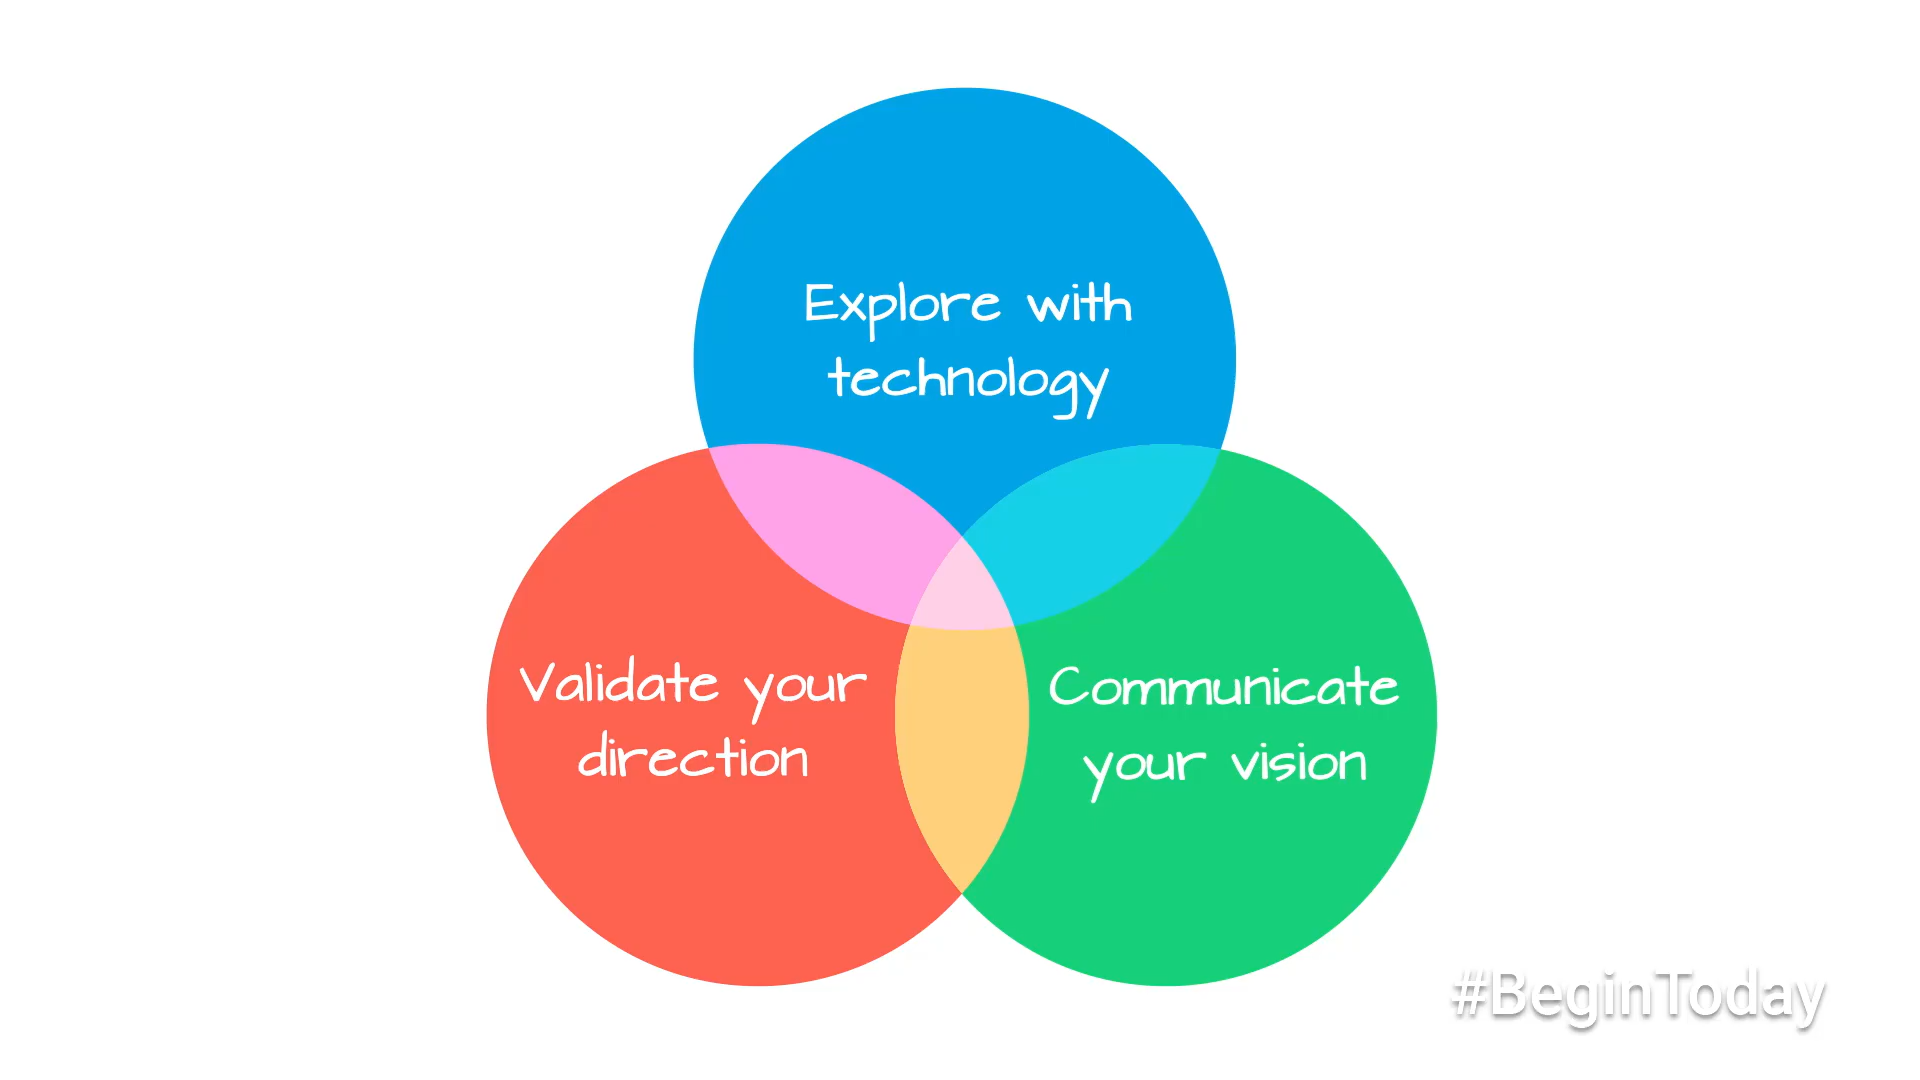 Explore with
technology
Validate your
direction
Communicate
your vision
#BeginToday